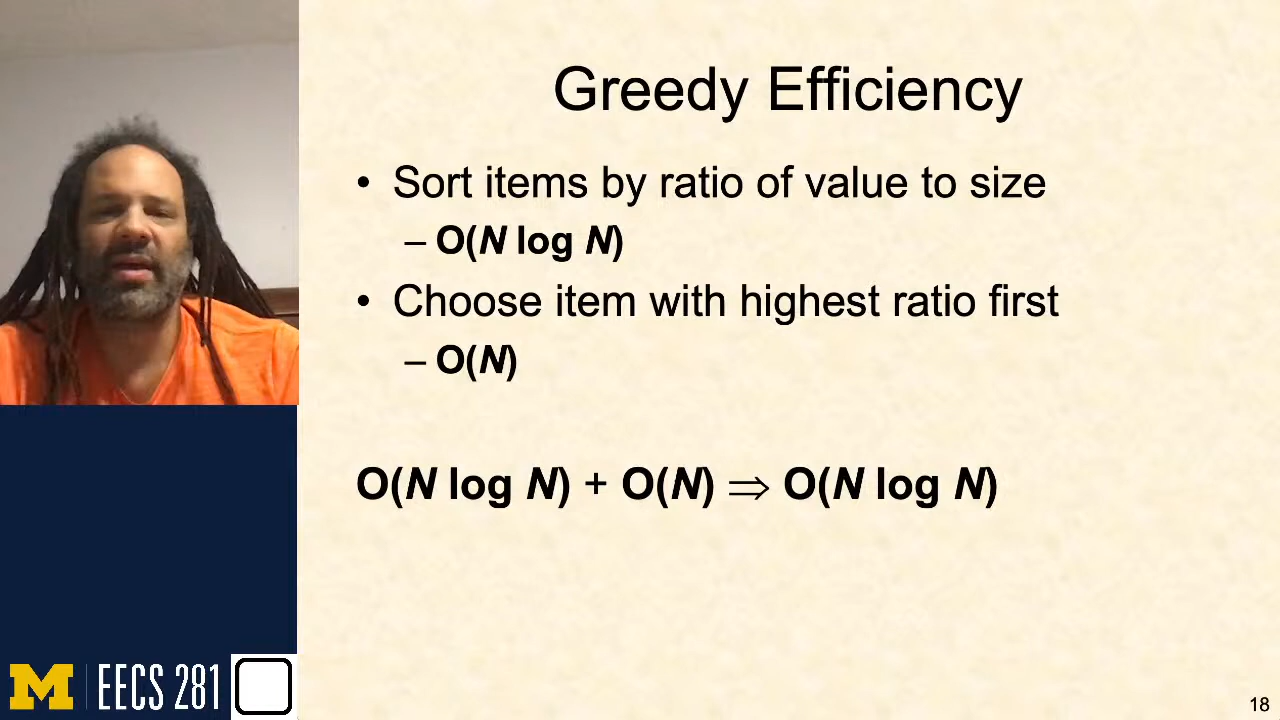 Greedy Efficiency
• Sort items by ratio of value to size
– O(N log N)
• Choose item with highest ratio first
– O(N)
O(N log N) + O(N) ⇒ O(N log N)
M EECS 281
18